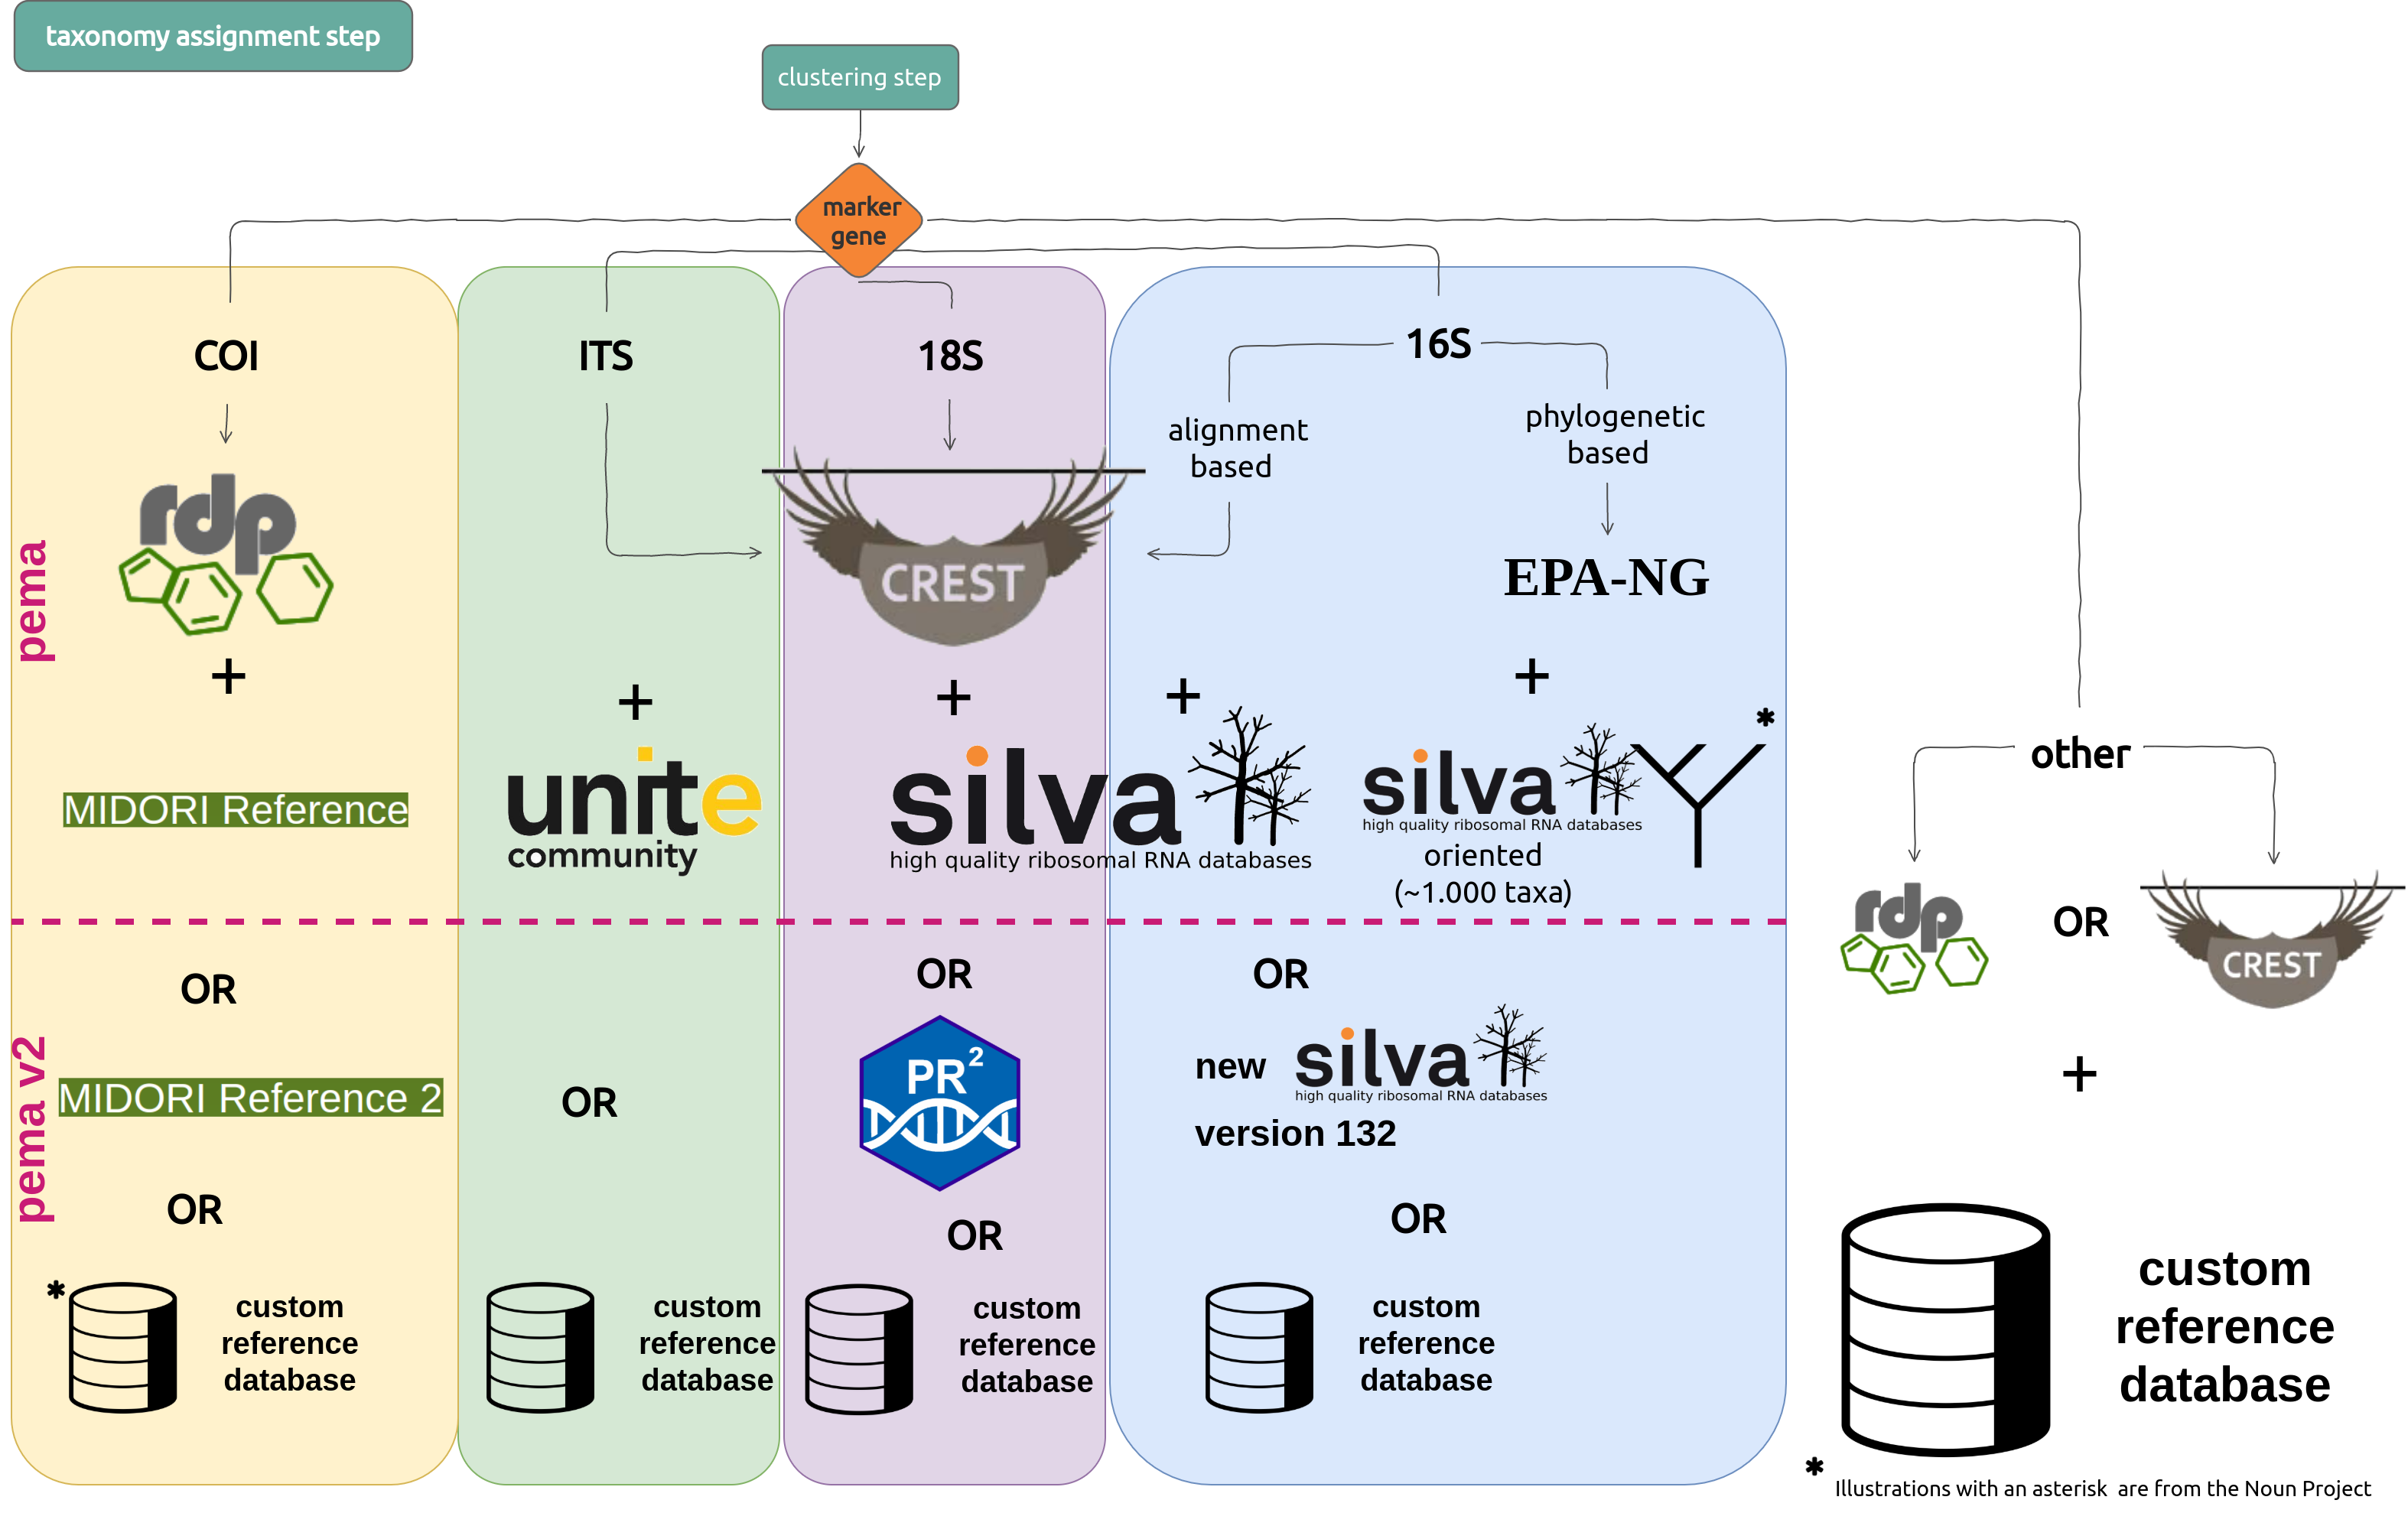 taxonomy assignment step
clustering step
marker
gene
COI
ITS
18S
16S
alignment
based
phylogenetic
based
pema
rdp
CREST
EPA-NG
+
+
+
+
+
MIDORI Reference
unite
community
silva
high quality ribosomal RNA databases
silva
high quality ribosomal RNA databases
oriented
(~1.000 taxa)
*
other
rdp
OR
CREST
+
pema v2
OR
MIDORI Reference 2
OR
OR
OR
PR2
OR
OR
new
silva
high quality ribosomal RNA databases
version 132
OR
*
custom
reference
database
custom
reference
database
custom
reference
database
custom
reference
database
custom
reference
database
* Illustrations with an asterisk are from the Noun Project